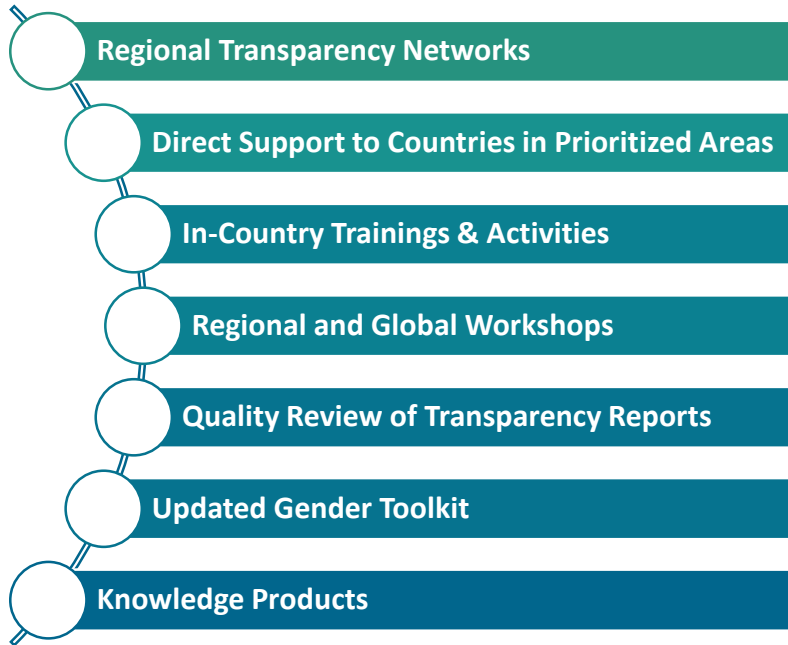 Regional Transparency Networks
Direct Support to Countries in Prioritized Areas
In-Country Trainings & Activities
Regional and Global Workshops
Quality Review of Transparency Reports
Updated Gender Toolkit
Knowledge Products